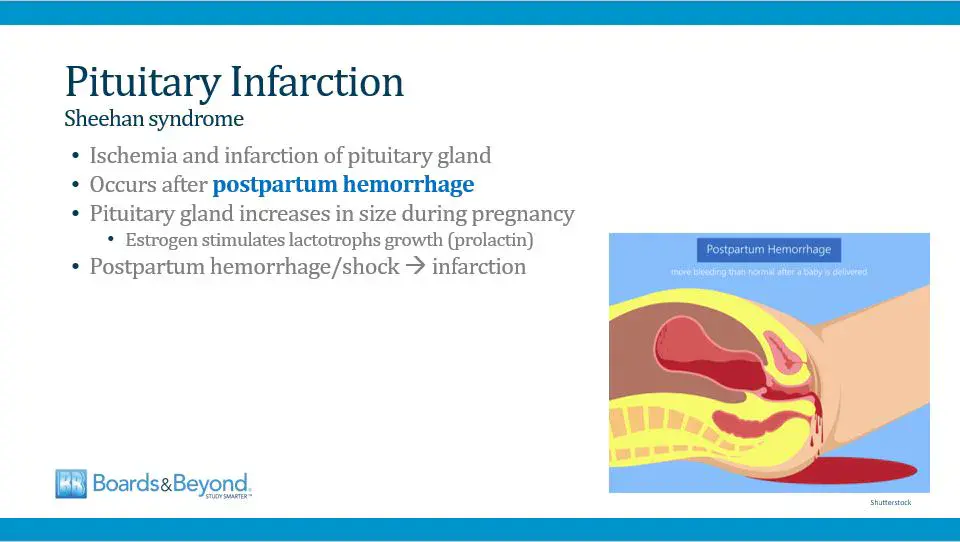 Pituitary Infarction
Sheehan syndrome
• Ischemia and infarction of pituitary gland
• Occurs after postpartum hemorrhage
• Pituitary gland increases in size during pregnancy
• Estrogen stimulates lactotrophs growth (prolactin)
• Postpartum hemorrhage/shock → infarction
Postpartum Hemorrhage
more bleeding than normal after a baby is delivered
BB Boards&Beyond.
STUDY SMARTER™
Shutterstock